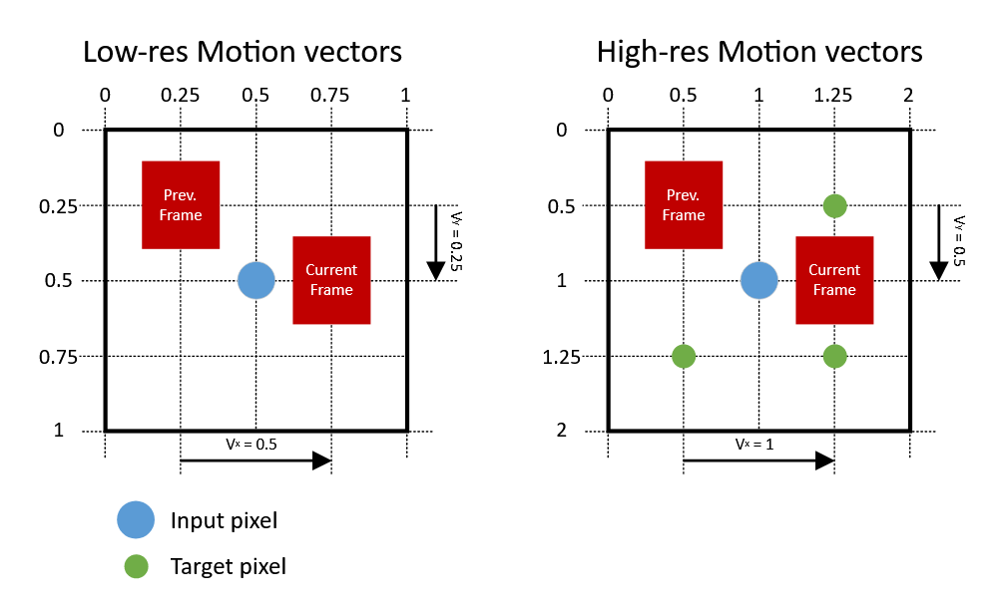 Low-res Motion vectors
0 0.25 0.5 0.75 1
0
0.25
0.5
0.75
1
Prev.
Frame
Current
Frame
Vʸ = 0.25
Vˣ = 0.5
High-res Motion vectors
0 0.5 1 1.25 2
0
0.5
1
1.25
2
Prev.
Frame
Current
Frame
Vʸ = 0.5
Vˣ = 1
Input pixel
Target pixel